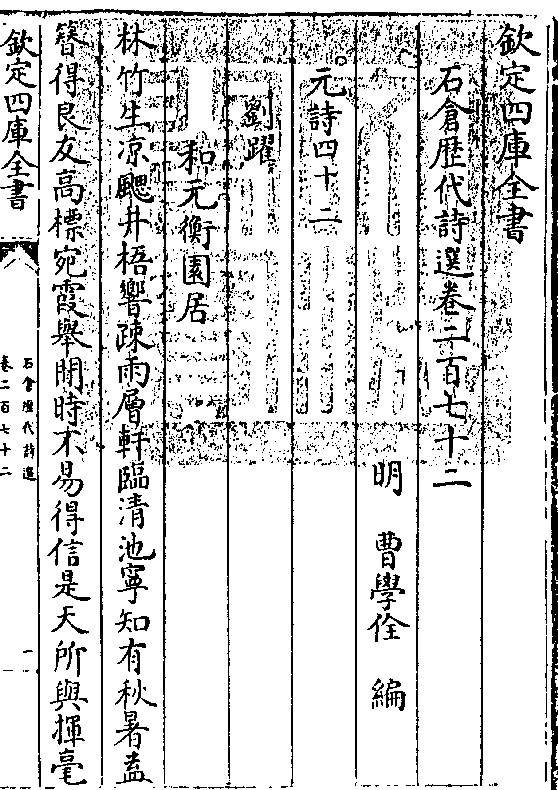 欽定四庫全書
石倉歷代詩選卷二百七十二
明 曹學佺 編
元詩四十二
劉躍
和元衡園居
林竹生凉颸井梧響疎雨層軒臨清池寧知有秋暑盍
簪得良友高標宛霞舉閒時不易得信是天所與揮毫
欽定四庫全書
石倉歷代詩選
卷二百七十二
一